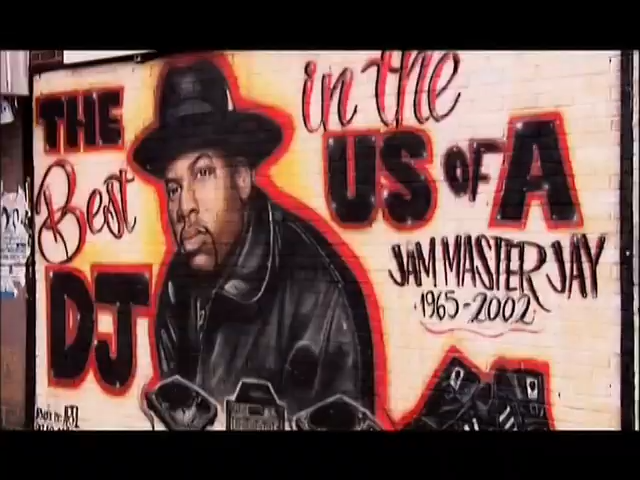 THE Best DJ
in the
US OF A
JAM MASTER JAY
1965-2002